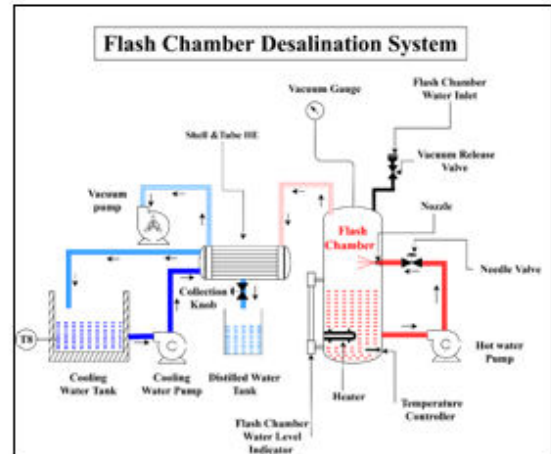 Flash Chamber Desalination System
Flash Chamber
Water Inlet
Vacuum Gauge
Shell &Tube HE
Vacuum Release
Valve
Vacuum
pump
Nozzle
Flash
Chamber
Needle Valve
Collection
Knob
T8
Hot water
Pump
Cooling
Water Tank
Cooling
Water Pump
Distilled Water
Tank
Heater
Temperature
Controller
Flash Chamber
Water Level
Indicator